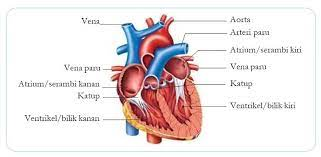 Vena
Vena paru
Atrium/serambi kanan
Katup
Ventrikel/bilik kanan
Aorta
Arteri paru
Atrium/serambi kiri
Vena paru
Katup
Ventrikel/bilik kiri